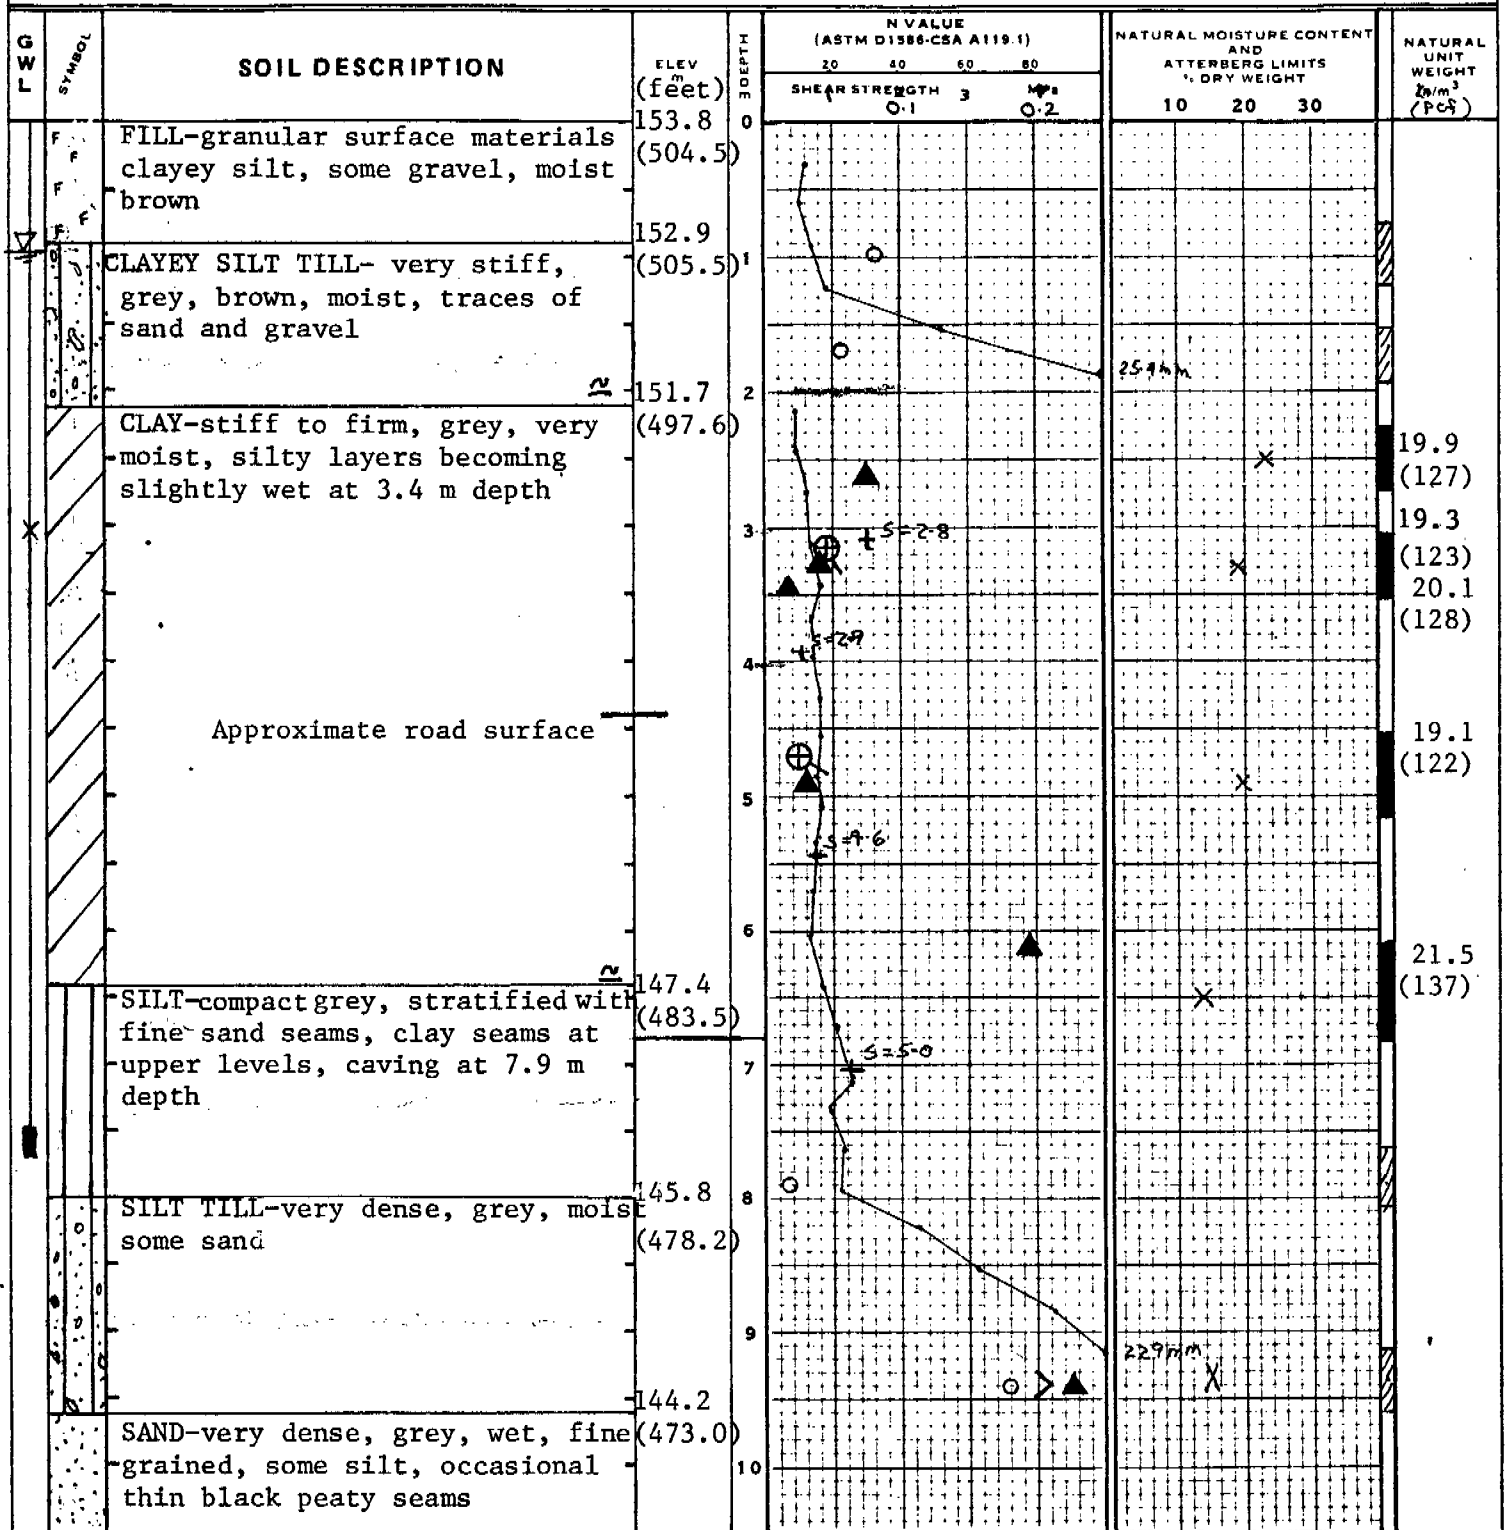 GWL
SYMBOL
SOIL DESCRIPTION
ELEV
m
(feet)
DEPTH
N VALUE
(ASTM D1586-CSA A119.1)
20 40 60 80
SHEAR STRENGTH 3 MPa
0.1 0.2
NATURAL MOISTURE CONTENT
AND
ATTERBERG LIMITS
% DRY WEIGHT
10 20 30
NATURAL
UNIT
WEIGHT
kn/m³
(pcf)
FILL-granular surface materials
clayey silt, some gravel, moist
brown
153.8
(504.5)
0
F
F
F
F
F
152.9
(505.5)
1
CLAYEY SILT TILL- very stiff,
grey, brown, moist, traces of
sand and gravel
25.4mm
≃ 151.7
(497.6)
2
CLAY-stiff to firm, grey, very
moist, silty layers becoming
slightly wet at 3.4 m depth
19.9
(127)
3
S=2.8
19.3
(123)
20.1
(128)
S=2.9
4
Approximate road surface
19.1
(122)
5
6
≃ 147.4
(483.5)
21.5
(137)
SILT-compact grey, stratified with
fine sand seams, clay seams at
upper levels, caving at 7.9 m
depth
S=5.0
7
145.8
(478.2)
8
SILT TILL-very dense, grey, moist
some sand
9
229mm
144.2
(473.0)
SAND-very dense, grey, wet, fine
grained, some silt, occasional
thin black peaty seams
10